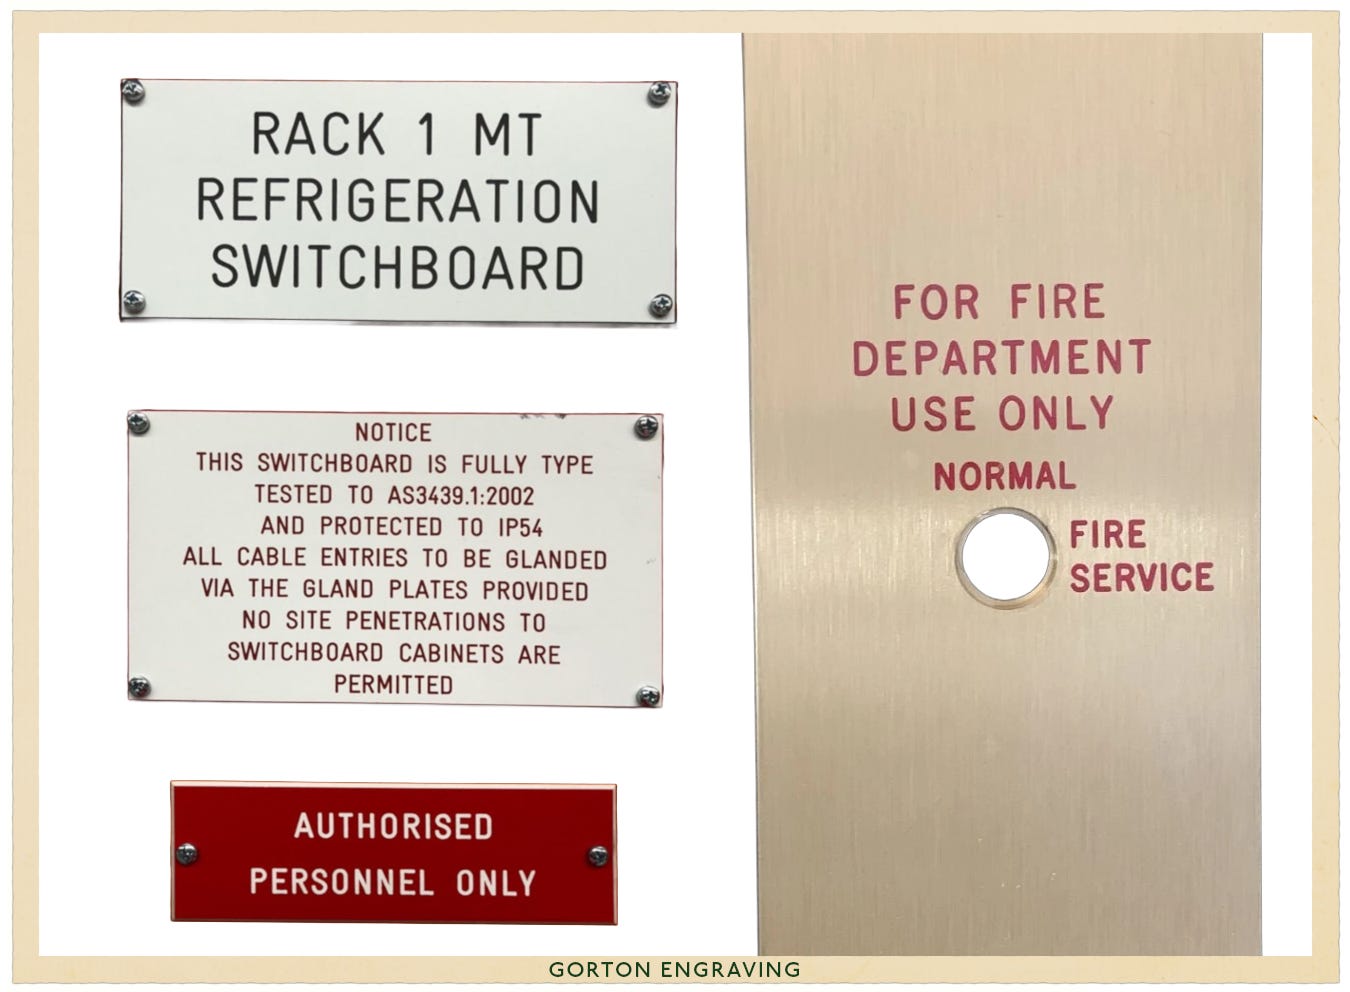 RACK 1 MT
REFRIGERATION
SWITCHBOARD
NOTICE
THIS SWITCHBOARD IS FULLY TYPE
TESTED TO AS3439.1:2002
AND PROTECTED TO IP54
ALL CABLE ENTRIES TO BE GLANDED
VIA THE GLAND PLATES PROVIDED
NO SITE PENETRATIONS TO
SWITCHBOARD CABINETS ARE
PERMITTED
AUTHORISED
PERSONNEL ONLY
FOR FIRE
DEPARTMENT
USE ONLY
NORMAL
FIRE
SERVICE
GORTON ENGRAVING